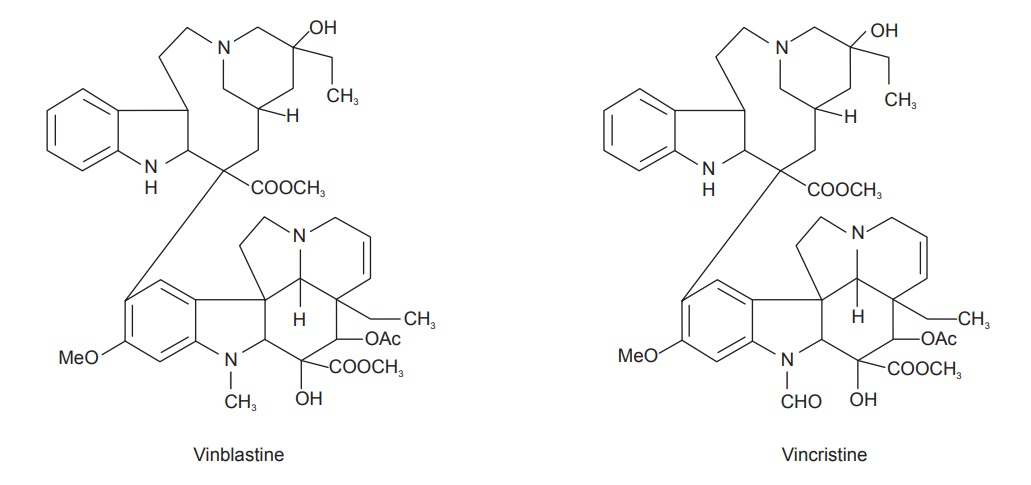 OH
N
CH₃
H
N
H
COOCH₃
N
H
CH₃
OAc
MeO
N
COOCH₃
CH₃
OH
Vinblastine
OH
N
CH₃
H
N
H
COOCH₃
N
H
CH₃
OAc
MeO
N
COOCH₃
CHO
OH
Vincristine